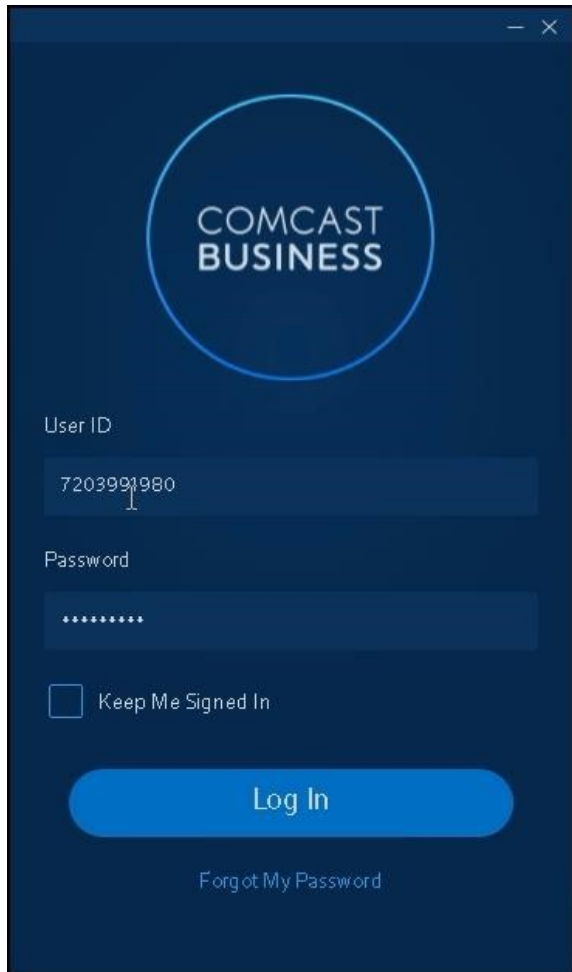 COMCAST
BUSINESS
User ID
7203991980
Password
*********
Keep Me Signed In
Log In
Forgot My Password